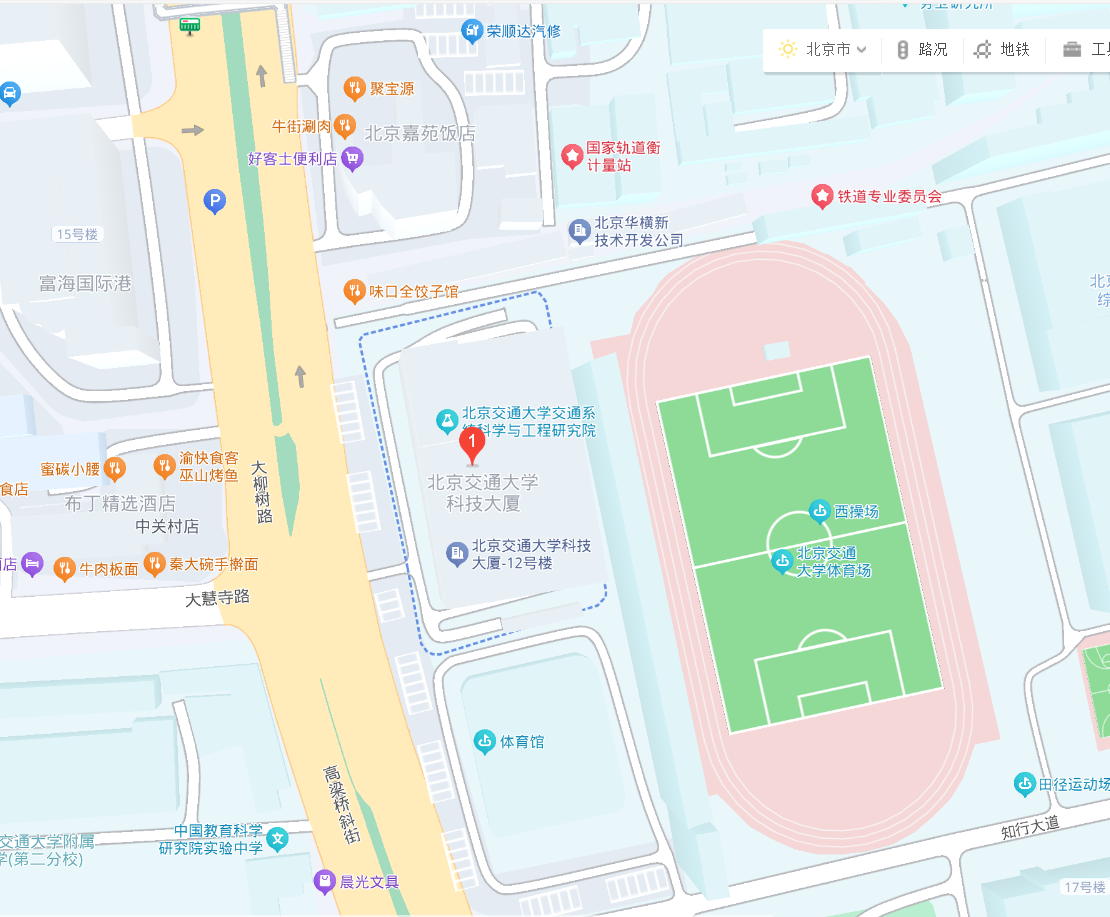 荣顺达汽修
北京市
路况
地铁
聚宝源
牛街涮肉
北京嘉苑饭店
好客士便利店
国家轨道衡
计量站
P
铁道专业委员会
15号楼
北京华横新
技术开发公司
富海国际港
味口全饺子馆
北京交通大学交通系
统科学与工程研究院
1
渝快食客
巫山烤鱼
蜜碳小腰
大柳树路
食店
布丁精选酒店
中关村店
北京交通大学
科技大厦
西操场
北京交通大学科技
大厦-12号楼
北京交通
大学体育场
店
牛肉板面
秦大碗手擀面
大慧寺路
体育馆
高梁桥斜街
田径运动场
知行大道
中国教育科学
研究院实验中学
交通大学附属
学(第二分校)
晨光文具
17号楼